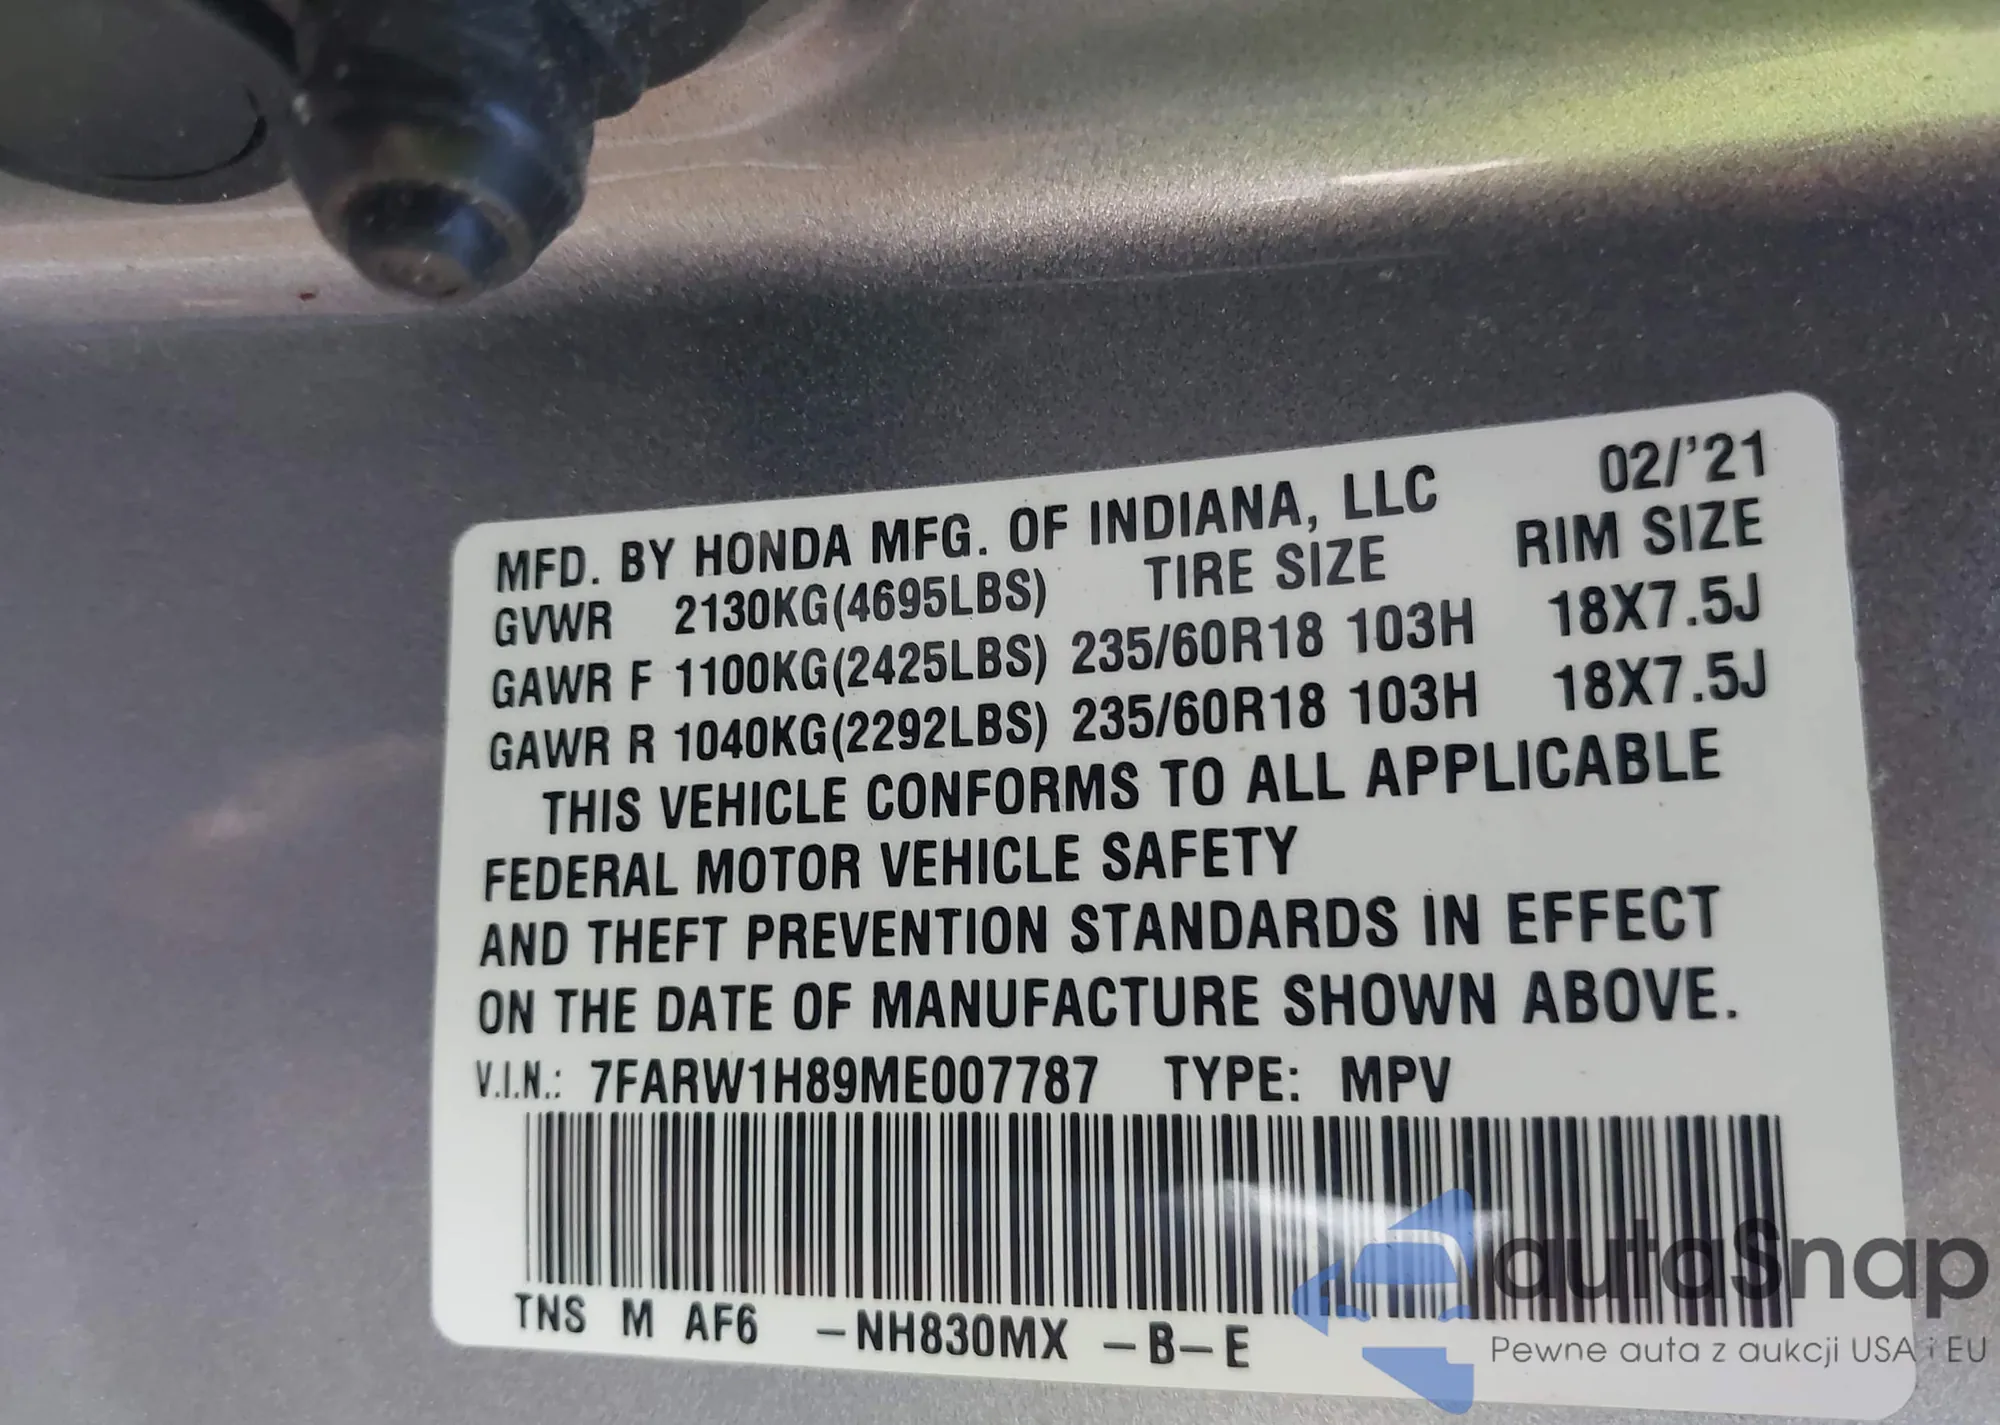 MFD. BY HONDA MFG. OF INDIANA, LLC 02/'21
GVWR 2130KG(4695LBS) TIRE SIZE RIM SIZE
GAWR F 1100KG(2425LBS) 235/60R18 103H 18X7.5J
GAWR R 1040KG(2292LBS) 235/60R18 103H 18X7.5J
THIS VEHICLE CONFORMS TO ALL APPLICABLE
FEDERAL MOTOR VEHICLE SAFETY
AND THEFT PREVENTION STANDARDS IN EFFECT
ON THE DATE OF MANUFACTURE SHOWN ABOVE.
V.I.N.: 7FARW1H89ME007787 TYPE: MPV
TNS M AF6 –NH830MX –B–E
autaSnap
Pewne auta z aukcji USA i EU